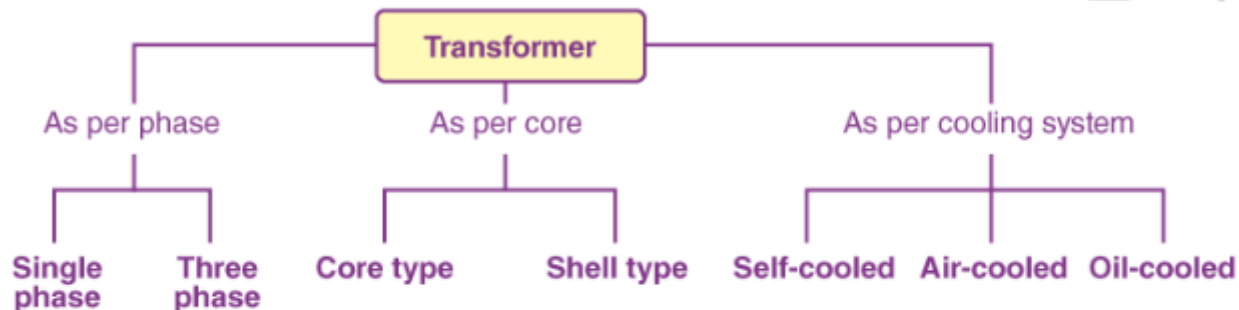 Transformer
As per phase
As per core
As per cooling system
Single
phase
Three
phase
Core type
Shell type
Self-cooled
Air-cooled
Oil-cooled